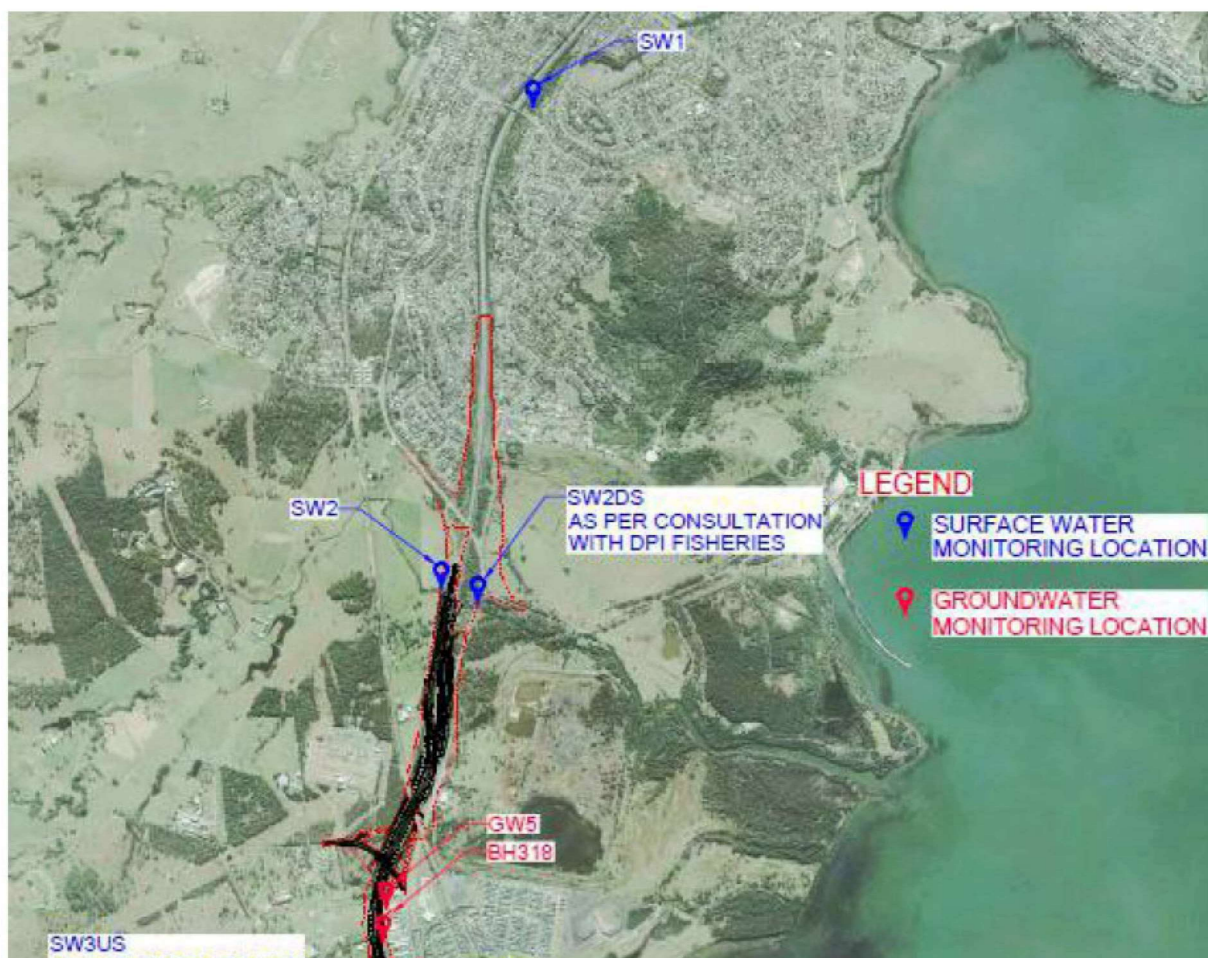 SW1
SW2
SW2DS
AS PER CONSULTATION
WITH DPI FISHERIES
LEGEND
SURFACE WATER
MONITORING LOCATION
GROUNDWATER
MONITORING LOCATION
GW5
BH318
SW3US